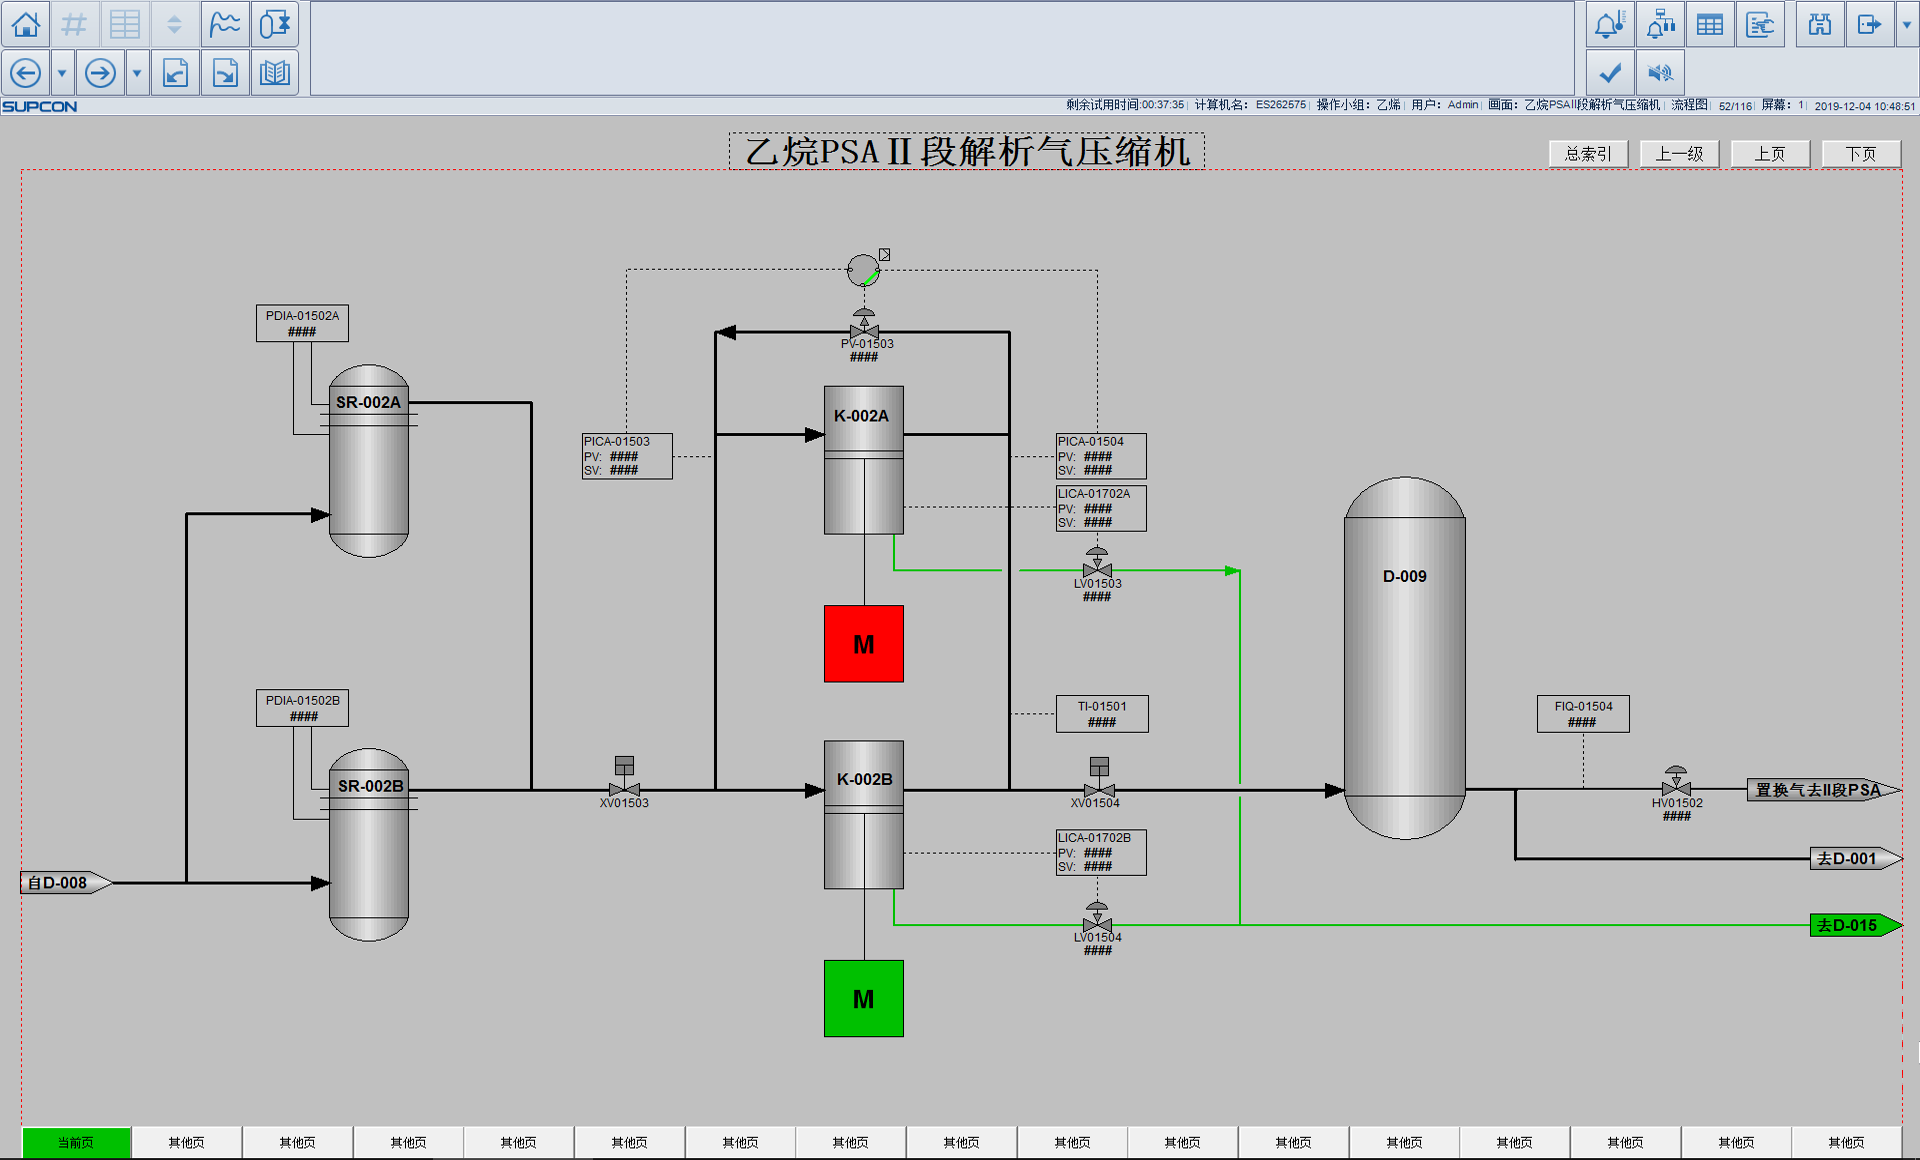 SUPCON
剩余试用时间:00:37:35 计算机名: ES262575 操作小组: 乙烯 用户: Admin 画面: 乙烷PSAII段解析气压缩机 流程图 52/116 屏幕: 1 2019-12-04 10:48:51
乙烷PSAⅡ段解析气压缩机
总索引 上一级 上页 下页
PDIA-01502A
####
SR-002A
PV-01503
####
K-002A
PICA-01503
PV: ####
SV: ####
PICA-01504
PV: ####
SV: ####
LICA-01702A
PV: ####
SV: ####
LV01503
####
D-009
M
PDIA-01502B
####
SR-002B
TI-01501
####
FIQ-01504
####
XV01503
K-002B
XV01504
HV01502
####
置换气去II段PSA
LICA-01702B
PV: ####
SV: ####
去D-001
自D-008
LV01504
####
去D-015
M
当前页 其他页 其他页 其他页 其他页 其他页 其他页 其他页 其他页 其他页 其他页 其他页 其他页 其他页 其他页 其他页 其他页